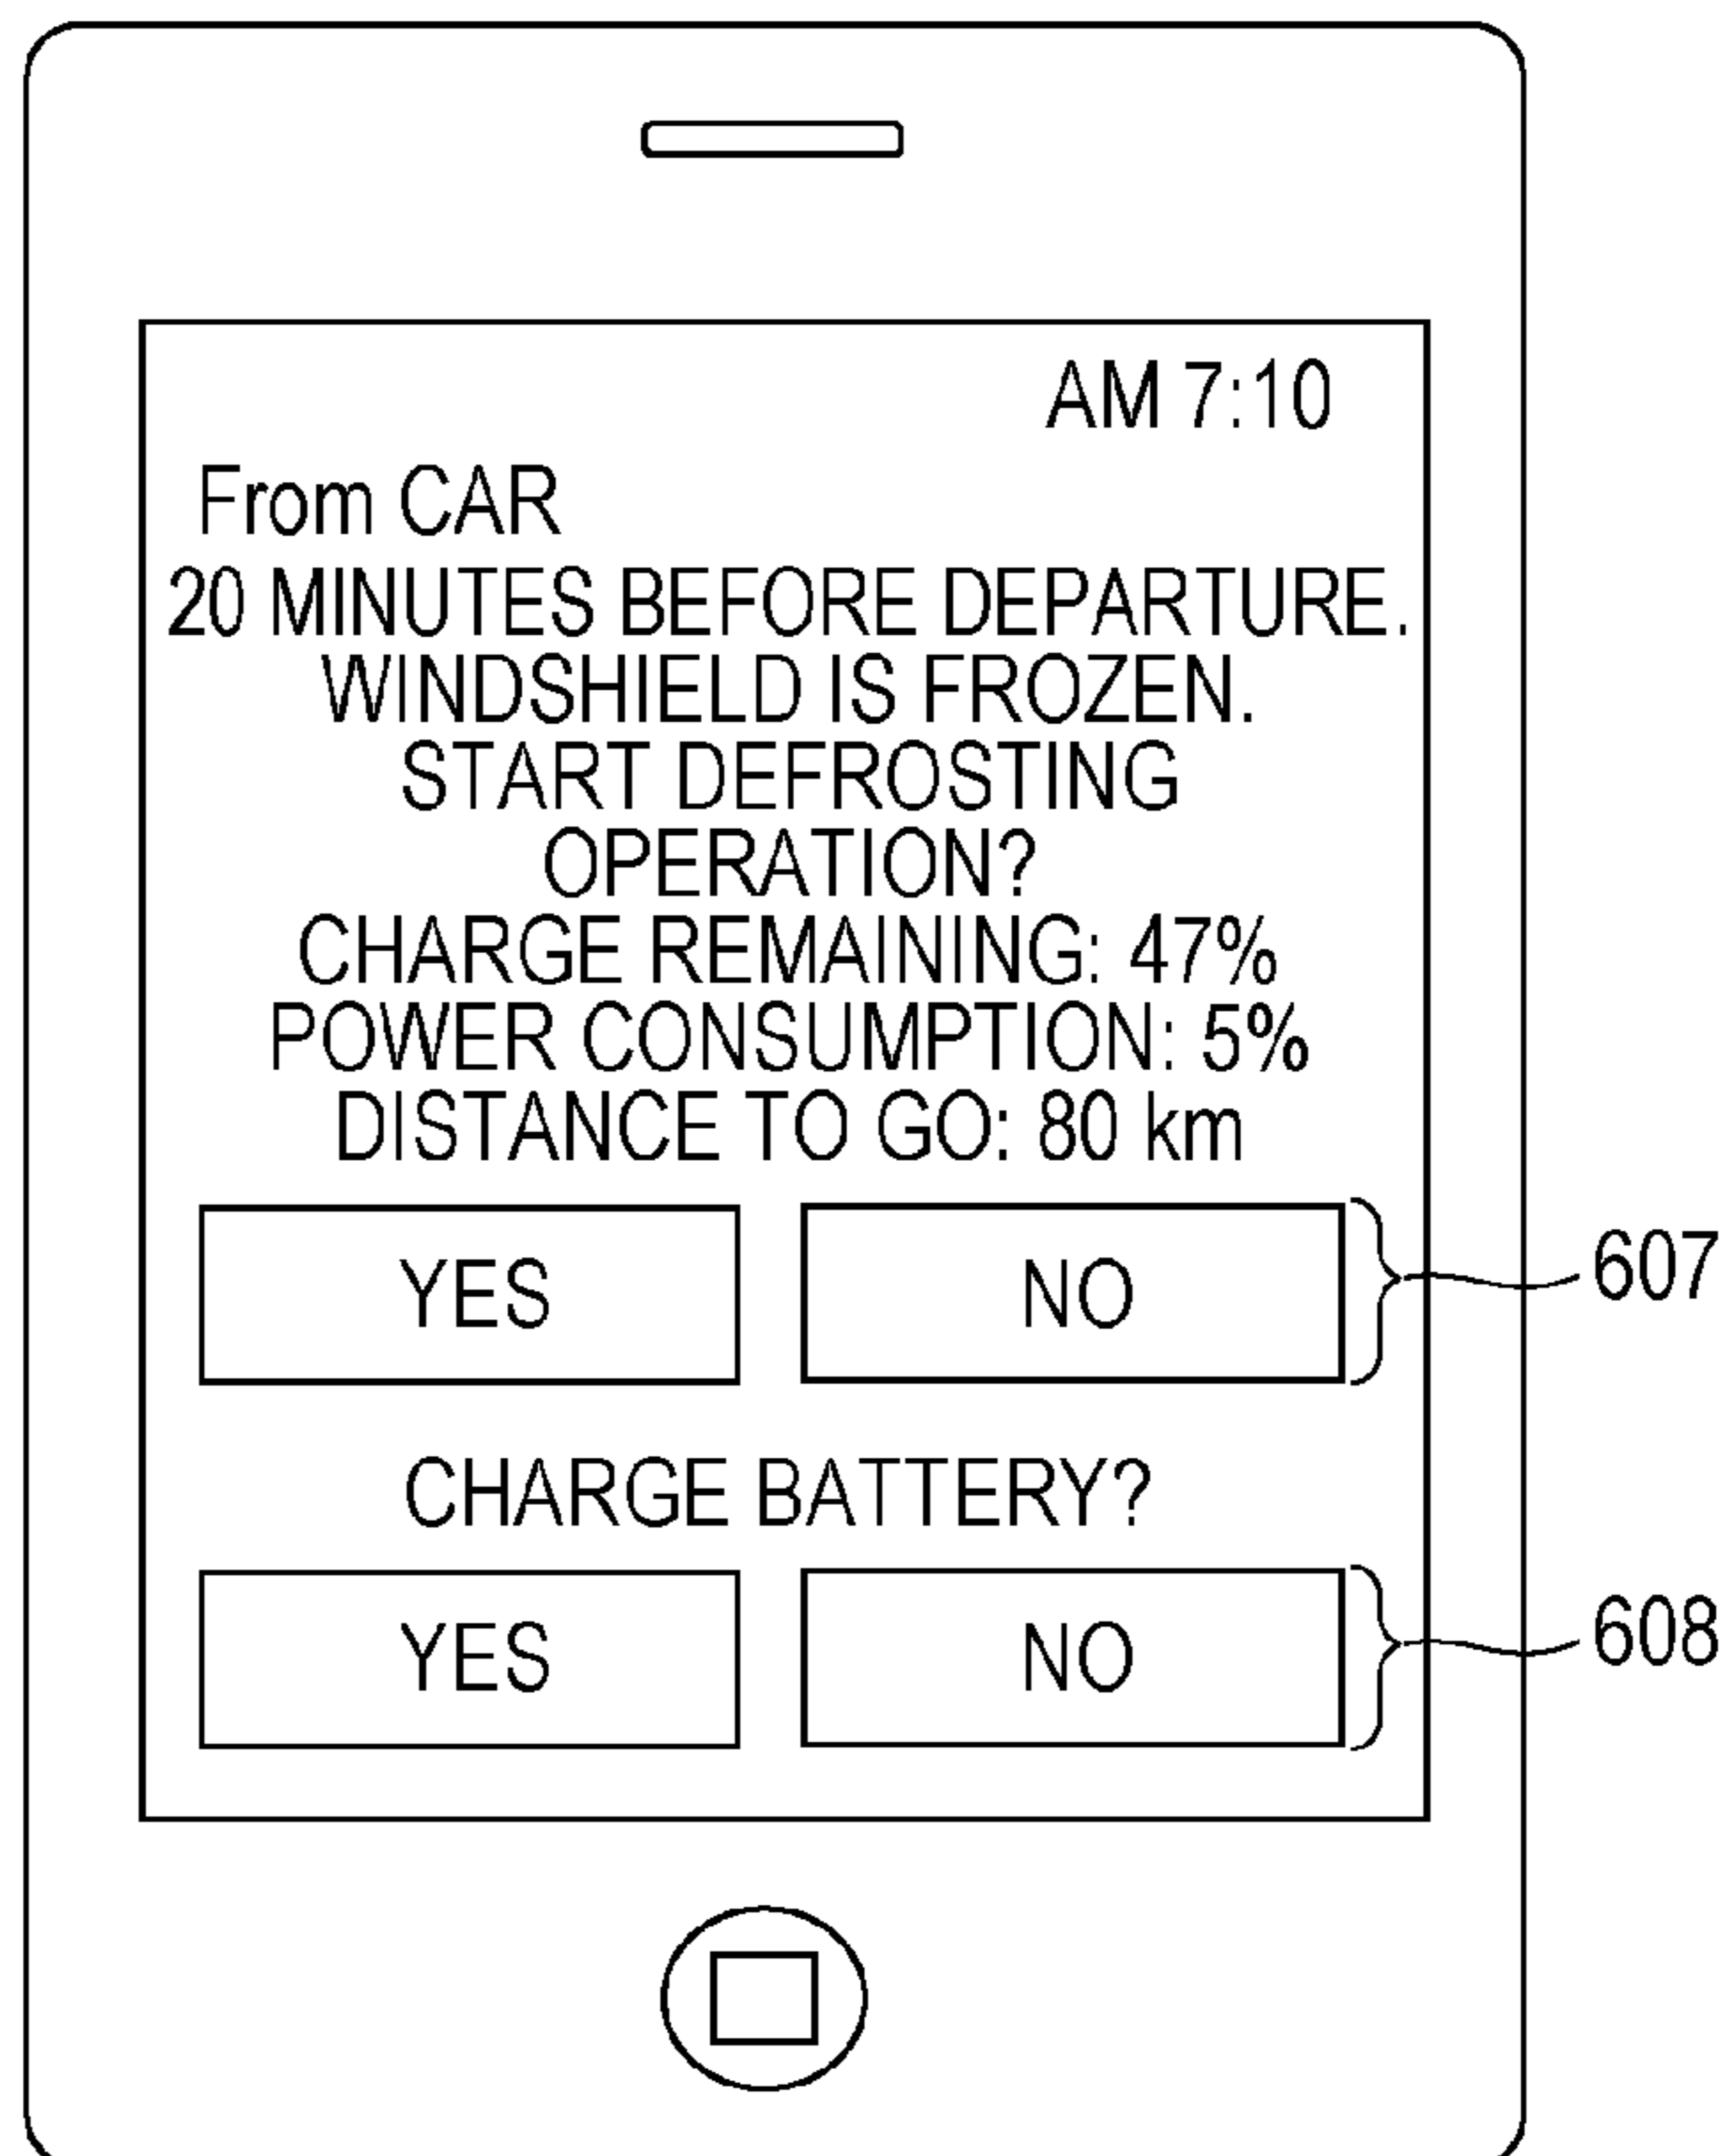 AM 7:10
From CAR
20 MINUTES BEFORE DEPARTURE.
WINDSHIELD IS FROZEN.
START DEFROSTING
OPERATION?
CHARGE REMAINING: 47%
POWER CONSUMPTION: 5%
DISTANCE TO GO: 80 km
YES NO 607
CHARGE BATTERY?
YES NO 608